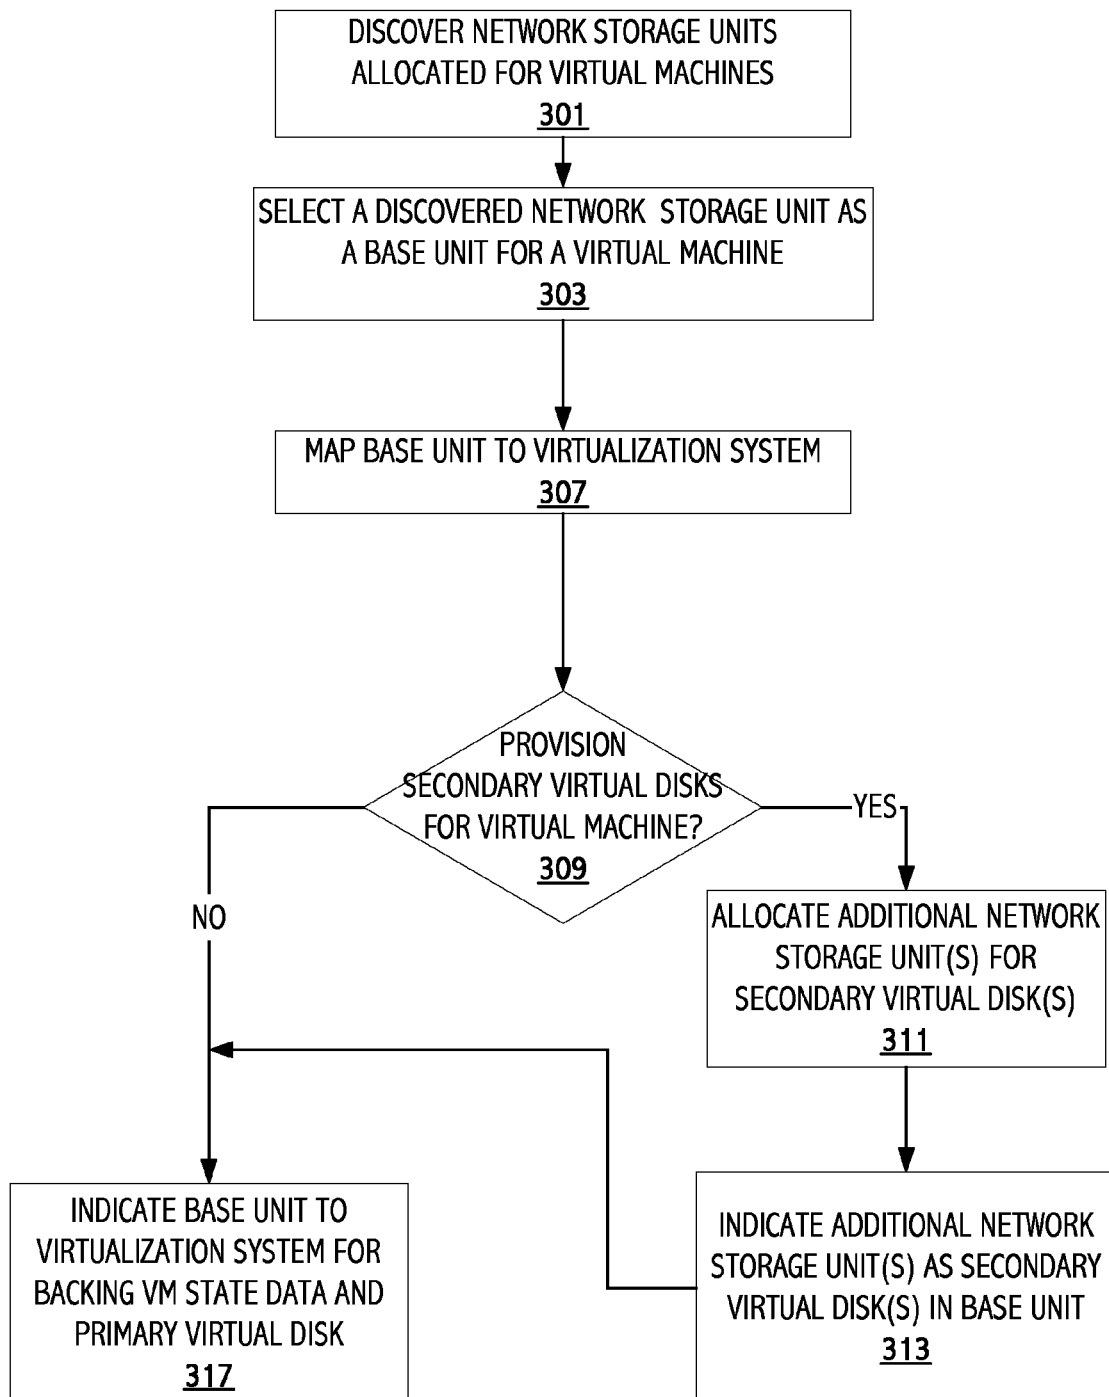 DISCOVER NETWORK STORAGE UNITS
ALLOCATED FOR VIRTUAL MACHINES
301
SELECT A DISCOVERED NETWORK STORAGE UNIT AS
A BASE UNIT FOR A VIRTUAL MACHINE
303
MAP BASE UNIT TO VIRTUALIZATION SYSTEM
307
PROVISION
SECONDARY VIRTUAL DISKS
FOR VIRTUAL MACHINE?
309
YES
NO
ALLOCATE ADDITIONAL NETWORK
STORAGE UNIT(S) FOR
SECONDARY VIRTUAL DISK(S)
311
INDICATE ADDITIONAL NETWORK
STORAGE UNIT(S) AS SECONDARY
VIRTUAL DISK(S) IN BASE UNIT
313
INDICATE BASE UNIT TO
VIRTUALIZATION SYSTEM FOR
BACKING VM STATE DATA AND
PRIMARY VIRTUAL DISK
317